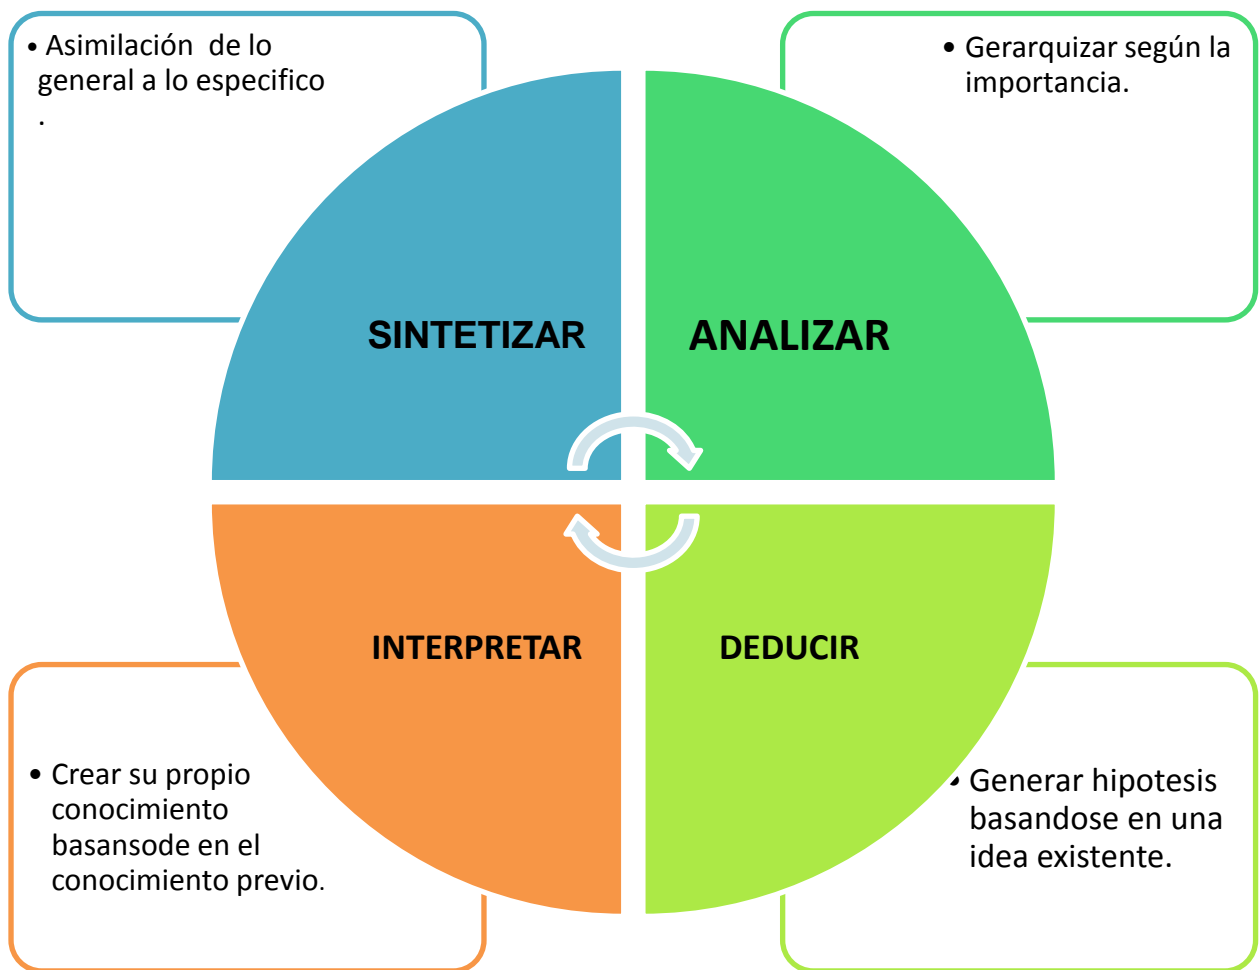 • Asimilación de lo
general a lo especifico
.
• Gerarquizar según la
importancia.
SINTETIZAR
ANALIZAR
INTERPRETAR
DEDUCIR
• Crear su propio
conocimiento
basansode en el
conocimiento previo.
• Generar hipotesis
basandose en una
idea existente.